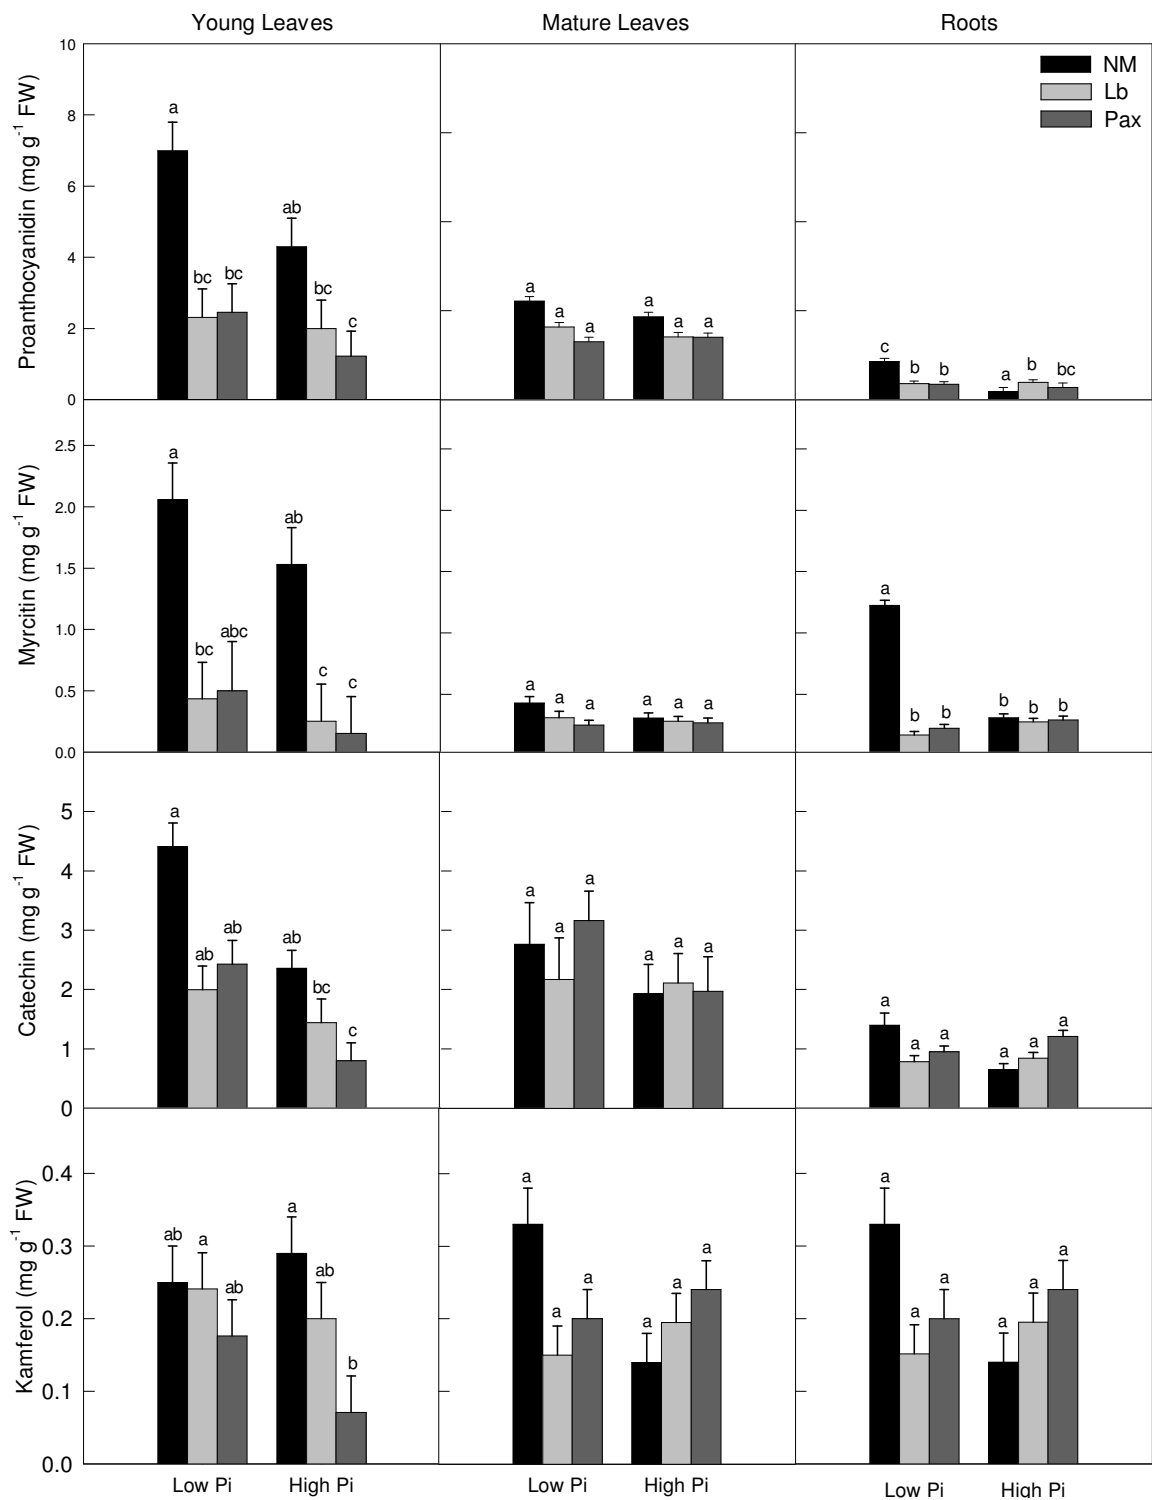 Young Leaves Mature Leaves Roots
Proanthocyanidin (mg g⁻¹ FW)
10
8
6
4
2
0
NM
Lb
Pax
a bc bc ab bc c
a a a a a a
c b b a b bc
Myrcitin (mg g⁻¹ FW)
2.5
2.0
1.5
1.0
0.5
0.0
a bc abc ab c c
a a a a a a
a b b b b b
Catechin (mg g⁻¹ FW)
5
4
3
2
1
0
a ab ab ab bc c
a a a a a a
a a a a a a
Kamferol (mg g⁻¹ FW)
0.4
0.3
0.2
0.1
0.0
ab a ab a ab b
a a a a a a
a a a a a a
Low Pi High Pi Low Pi High Pi Low Pi High Pi